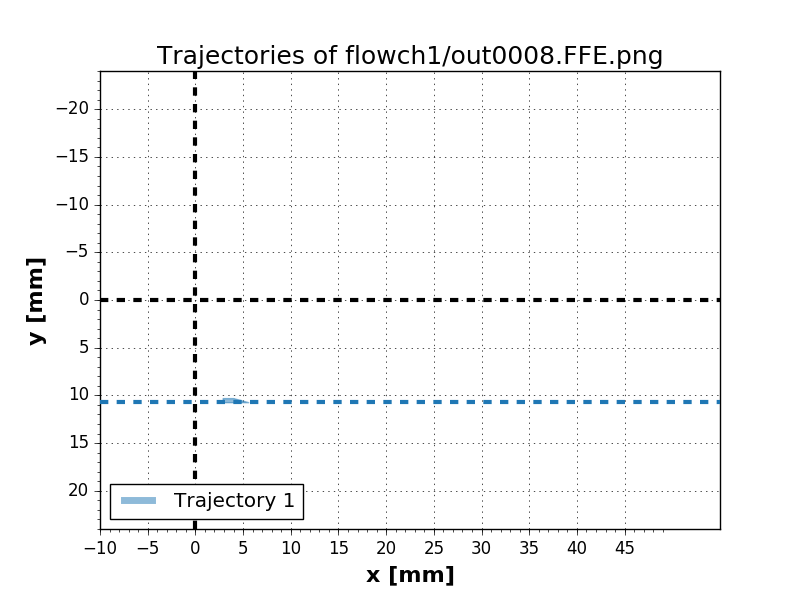 Trajectories of flowch1/out0008.FFE.png
y [mm]
−20
−15
−10
−5
0
5
10
15
20
Trajectory 1
−10 −5 0 5 10 15 20 25 30 35 40 45
x [mm]